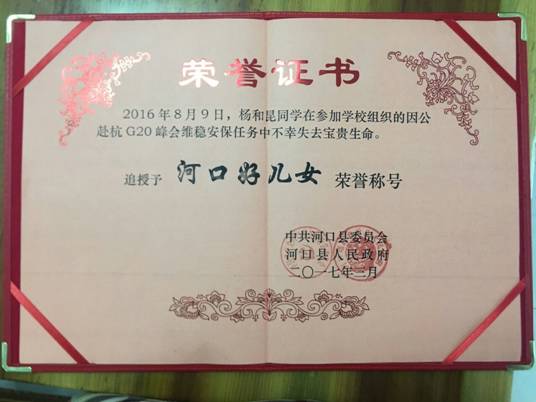 荣誉证书
2016年8月9日，杨和昆同学在参加学校组织的因公
赴杭G20峰会维稳安保任务中不幸失去宝贵生命。
追授予 河口好儿女 荣誉称号
中共河口县委员会
河口县人民政府
二〇一七年三月